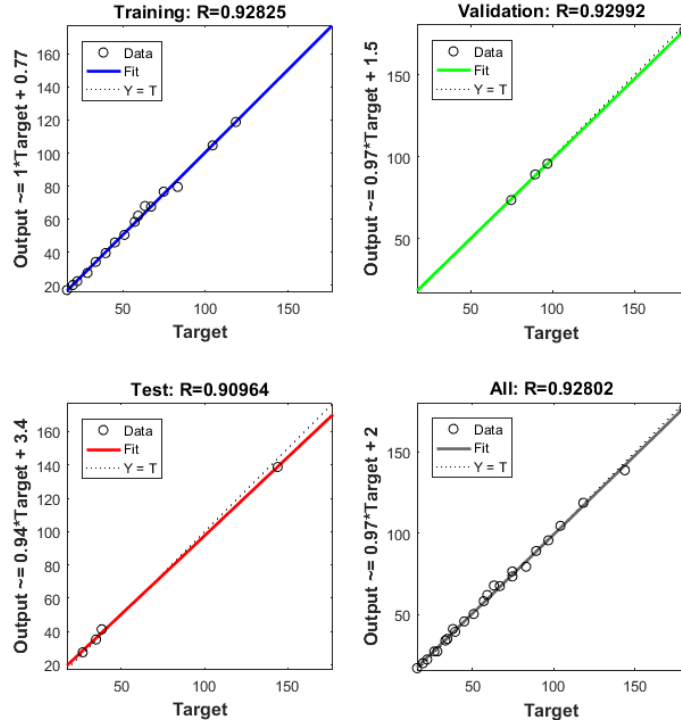 Training: R=0.92825
Output ~= 1*Target + 0.77
160
140
120
100
80
60
40
20
Data
Fit
Y = T
50
100
150
Target
Validation: R=0.92992
Output ~= 0.97*Target + 1.5
150
100
50
Data
Fit
Y = T
50
100
150
Target
Test: R=0.90964
Output ~= 0.94*Target + 3.4
160
140
120
100
80
60
40
20
Data
Fit
Y = T
50
100
150
Target
All: R=0.92802
Output ~= 0.97*Target + 2
150
100
50
Data
Fit
Y = T
50
100
150
Target